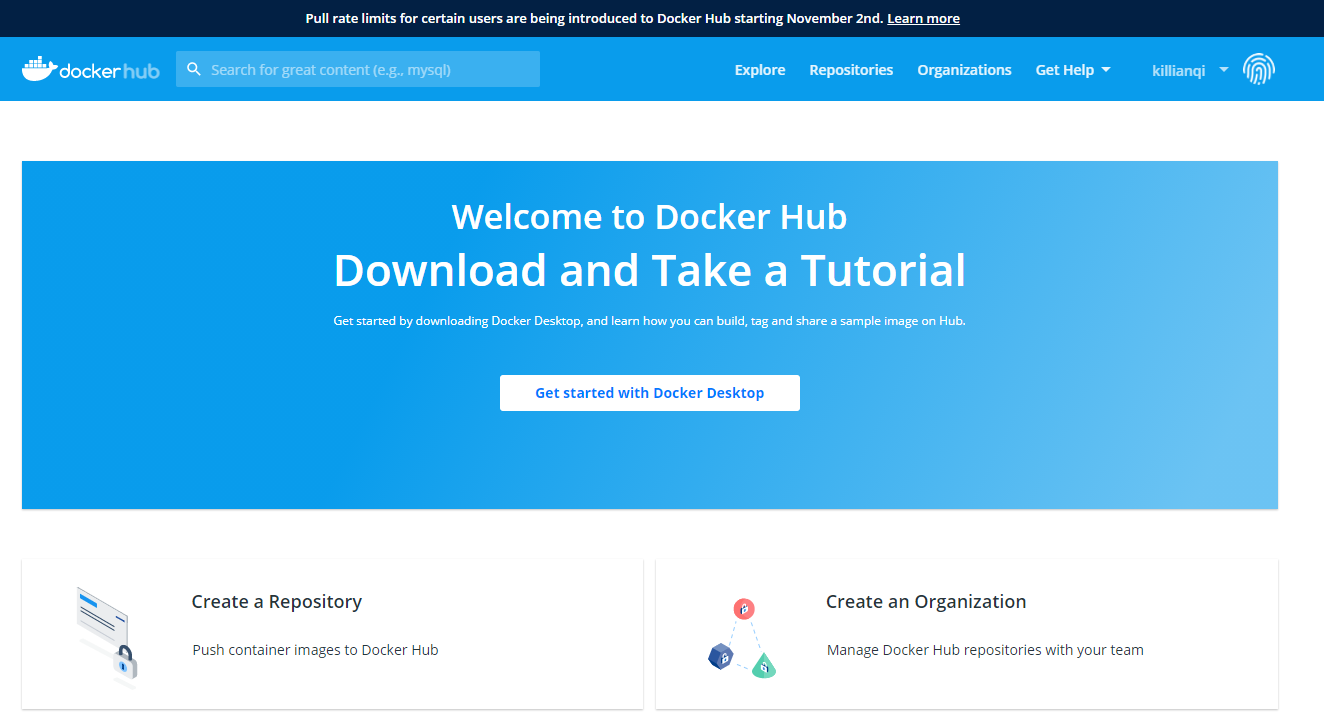 Pull rate limits for certain users are being introduced to Docker Hub starting November 2nd. Learn more
dockerhub Search for great content (e.g., mysql) Explore Repositories Organizations Get Help killianqi
Welcome to Docker Hub
Download and Take a Tutorial
Get started by downloading Docker Desktop, and learn how you can build, tag and share a sample image on Hub.
Get started with Docker Desktop
Create a Repository
Push container images to Docker Hub
Create an Organization
Manage Docker Hub repositories with your team